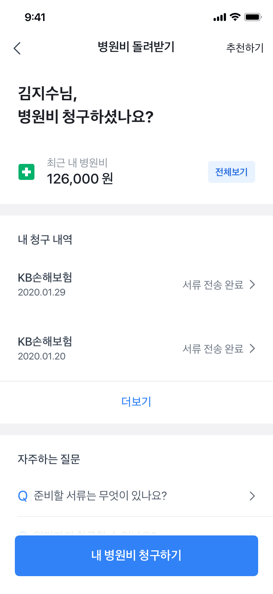 9:41
병원비 돌려받기
추천하기
김지수님,
병원비 청구하셨나요?
최근 내 병원비
126,000 원
전체보기
내 청구 내역
KB손해보험
2020.01.29
서류 전송 완료
KB손해보험
2020.01.20
서류 전송 완료
더보기
자주하는 질문
Q 준비할 서류는 무엇이 있나요?
내 병원비 청구하기